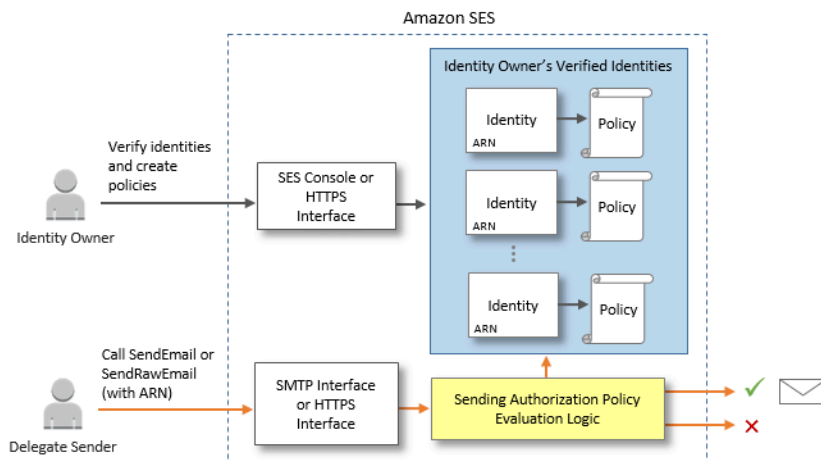 Amazon SES
Identity Owner's Verified Identities
Identity
ARN
Policy
Verify identities
and create
policies
SES Console or
HTTPS
Interface
Identity
ARN
Policy
Identity Owner
Identity
ARN
Policy
Call SendEmail or
SendRawEmail
(with ARN)
SMTP Interface
or HTTPS
Interface
Sending Authorization Policy
Evaluation Logic
Delegate Sender